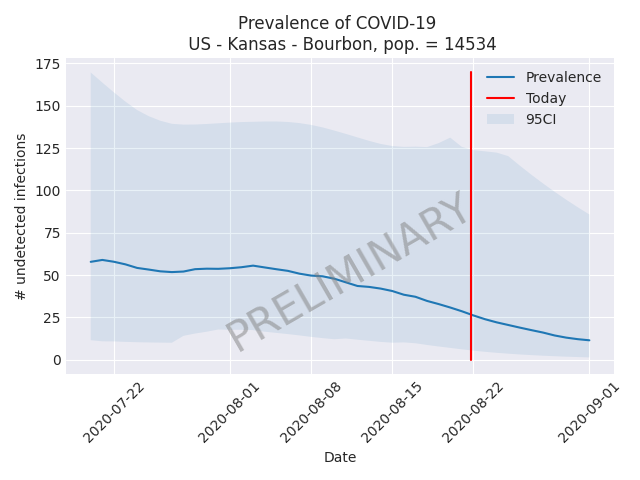 Prevalence of COVID-19
US - Kansas - Bourbon, pop. = 14534
175
150
125
100
75
50
25
0
# undetected infections
Prevalence
Today
95CI
PRELIMINARY
2020-07-22
2020-08-01
2020-08-08
2020-08-15
2020-08-22
2020-09-01
Date